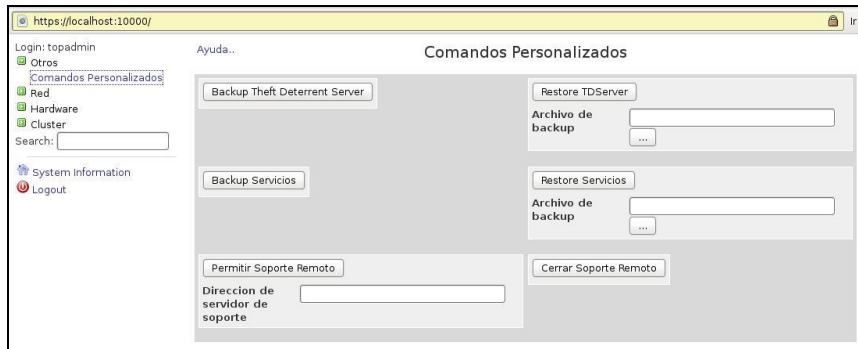 https://localhost:10000/
Ir
Login: topadmin
Otros
Comandos Personalizados
Red
Hardware
Cluster
Search:
System Information
Logout
Ayuda..
Comandos Personalizados
Backup Theft Deterrent Server
Restore TDServer
Archivo de
backup
...
Backup Servicios
Restore Servicios
Archivo de
backup
...
Permitir Soporte Remoto
Direccion de
servidor de
soporte
Cerrar Soporte Remoto